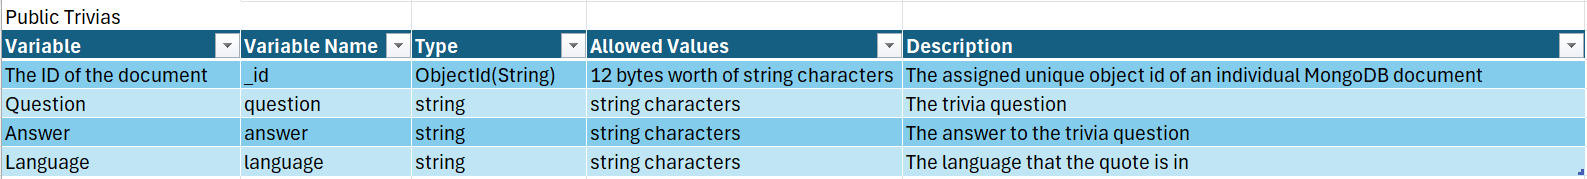 Public Trivias
Variable Variable Name Type Allowed Values Description
The ID of the document _id ObjectId(String) 12 bytes worth of string characters The assigned unique object id of an individual MongoDB document
Question question string string characters The trivia question
Answer answer string string characters The answer to the trivia question
Language language string string characters The language that the quote is in